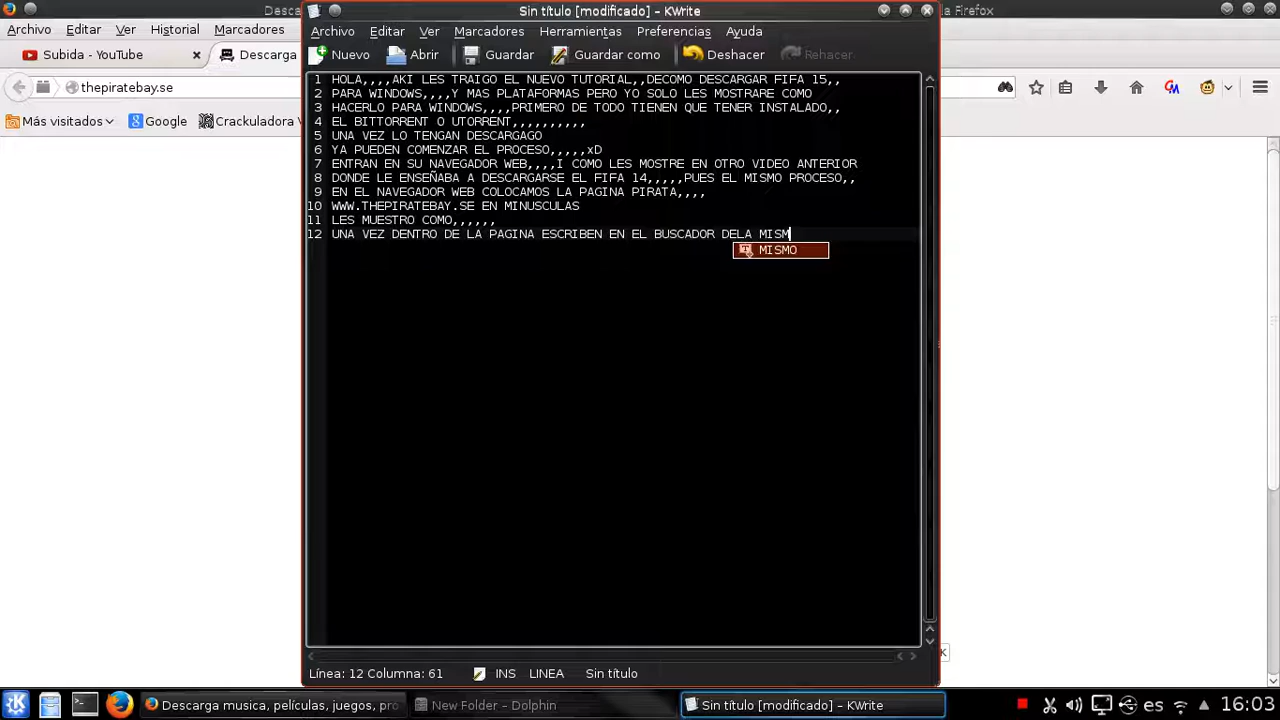 Desca
Sin título [modificado] – KWrite
a Firefox
Archivo Editar Ver Historial Marcadores
Archivo Editar Ver Marcadores Herramientas Preferencias Ayuda
Subida - YouTube × Descarga
Nuevo Abrir Guardar Guardar como Deshacer Rehacer
thepiratebay.se
Más visitados Google Crackuladora
1 HOLA,,,,AKI LES TRAIGO EL NUEVO TUTORIAL,,DECOMO DESCARGAR FIFA 15,,
2 PARA WINDOWS,,,,Y MAS PLATAFORMAS PERO YO SOLO LES MOSTRARE COMO
3 HACERLO PARA WINDOWS,,,,PRIMERO DE TODO TIENEN QUE TENER INSTALADO,,
4 EL BITTORRENT O UTORRENT,,,,,,,,,,
5 UNA VEZ LO TENGAN DESCARGAGO
6 YA PUEDEN COMENZAR EL PROCESO,,,,,xD
7 ENTRAN EN SU NAVEGADOR WEB,,,,I COMO LES MOSTRE EN OTRO VIDEO ANTERIOR
8 DONDE LE ENSEÑABA A DESCARGARSE EL FIFA 14,,,,,PUES EL MISMO PROCESO,,
9 EN EL NAVEGADOR WEB COLOCAMOS LA PAGINA PIRATA,,,,
10 WWW.THEPIRATEBAY.SE EN MINUSCULAS
11 LES MUESTRO COMO,,,,,,
12 UNA VEZ DENTRO DE LA PAGINA ESCRIBEN EN EL BUSCADOR DELA MISM
MISMO
K
Línea: 12 Columna: 61 INS LINEA Sin título
Descarga musica, películas, juegos, pro New Folder – Dolphin Sin título [modificado] – KWrite es 16:03